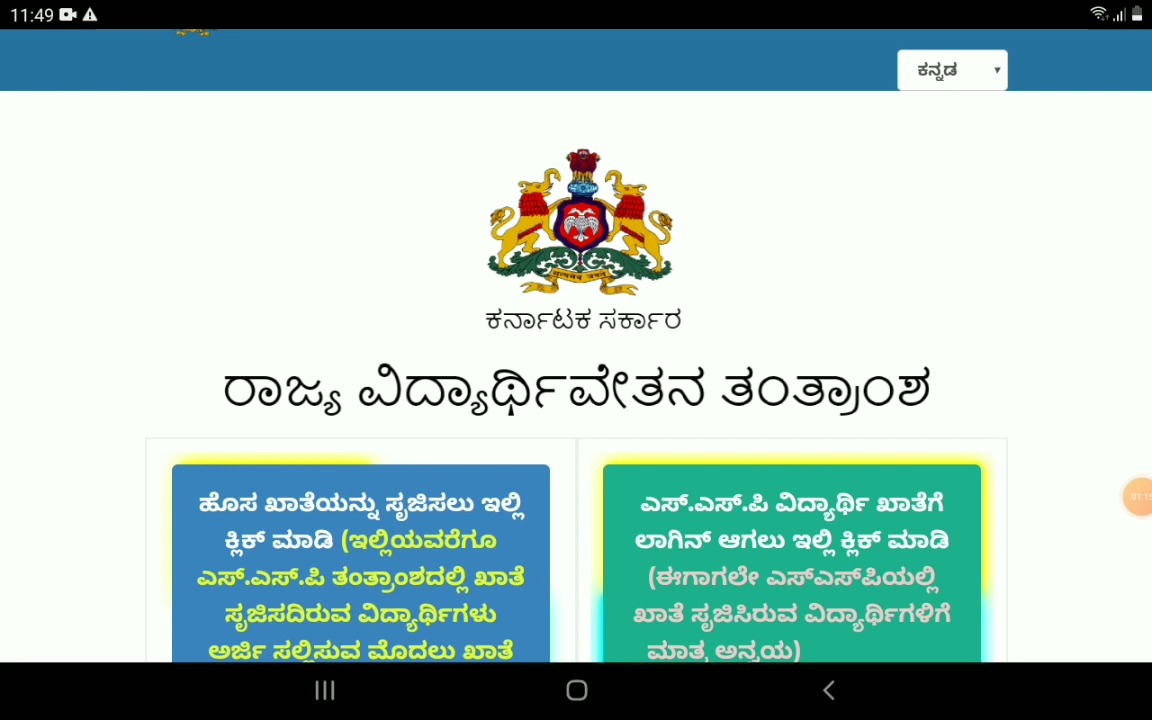 11:49
ಕನ್ನಡ
ಕರ್ನಾಟಕ ಸರ್ಕಾರ
ರಾಜ್ಯ ವಿದ್ಯಾರ್ಥಿವೇತನ ತಂತ್ರಾಂಶ
ಹೊಸ ಖಾತೆಯನ್ನು ಸೃಜಿಸಲು ಇಲ್ಲಿ
ಕ್ಲಿಕ್ ಮಾಡಿ (ಇಲ್ಲಿಯವರೆಗೂ
ಎಸ್.ಎಸ್.ಪಿ ತಂತ್ರಾಂಶದಲ್ಲಿ ಖಾತೆ
ಸೃಜಿಸದಿರುವ ವಿದ್ಯಾರ್ಥಿಗಳು
ಅರ್ಜಿ ಸಲ್ಲಿಸುವ ಮೊದಲು ಖಾತೆ
ಎಸ್.ಎಸ್.ಪಿ ವಿದ್ಯಾರ್ಥಿ ಖಾತೆಗೆ
ಲಾಗಿನ್ ಆಗಲು ಇಲ್ಲಿ ಕ್ಲಿಕ್ ಮಾಡಿ
(ಈಗಾಗಲೇ ಎಸ್ಎಸ್‌ಪಿಯಲ್ಲಿ
ಖಾತೆ ಸೃಜಿಸಿರುವ ವಿದ್ಯಾರ್ಥಿಗಳಿಗೆ
ಮಾತ್ರ ಅನ್ವಯ)